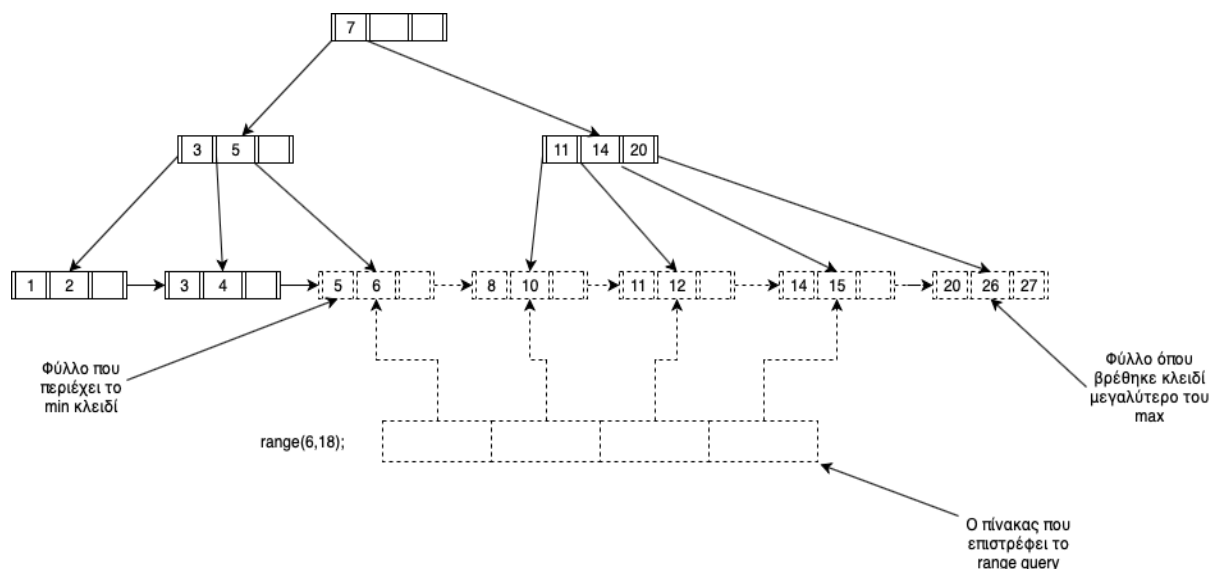 7
3 5
11 14 20
1 2
3 4
5 6
8 10
11 12
14 15
20 26 27
Φύλλο που
περιέχει το
min κλειδί
Φύλλο όπου
βρέθηκε κλειδί
μεγαλύτερο του
max
range(6,18);
Ο πίνακας που
επιστρέφει το
range query